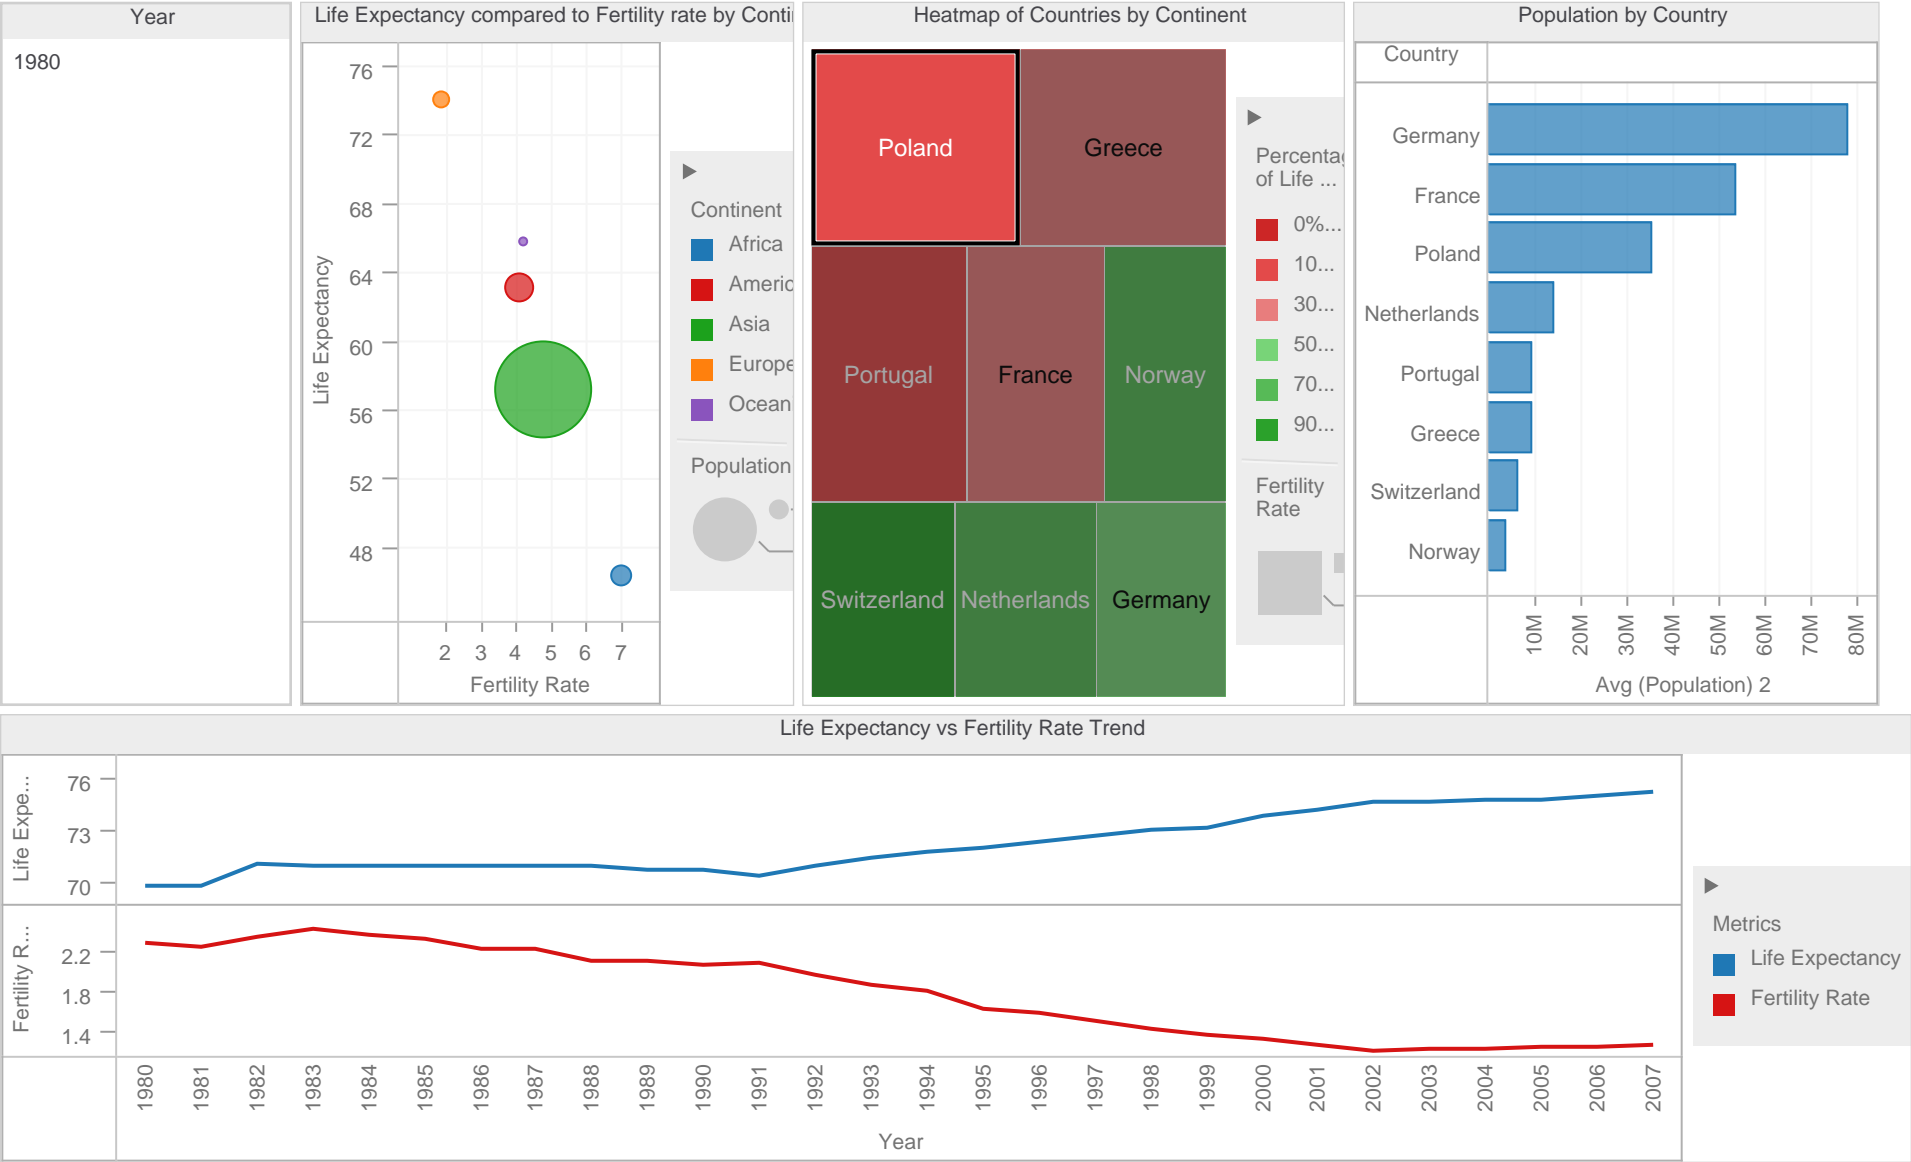 Year
1980
Life Expectancy compared to Fertility rate by Conti
76
72
68
64
60
56
52
48
Life Expectancy
2 3 4 5 6 7
Fertility Rate
Continent
Africa
Americ
Asia
Europe
Ocean
Population
Heatmap of Countries by Continent
Poland
Greece
Portugal
France
Norway
Switzerland
Netherlands
Germany
Percentag
of Life ...
0%...
10...
30...
50...
70...
90...
Fertility
Rate
Population by Country
Country
Germany
France
Poland
Netherlands
Portugal
Greece
Switzerland
Norway
10M 20M 30M 40M 50M 60M 70M 80M
Avg (Population) 2
Life Expectancy vs Fertility Rate Trend
Life Expe...
76
73
70
Fertility R...
2.2
1.8
1.4
1980 1981 1982 1983 1984 1985 1986 1987 1988 1989 1990 1991 1992 1993 1994 1995 1996 1997 1998 1999 2000 2001 2002 2003 2004 2005 2006 2007
Year
Metrics
Life Expectancy
Fertility Rate